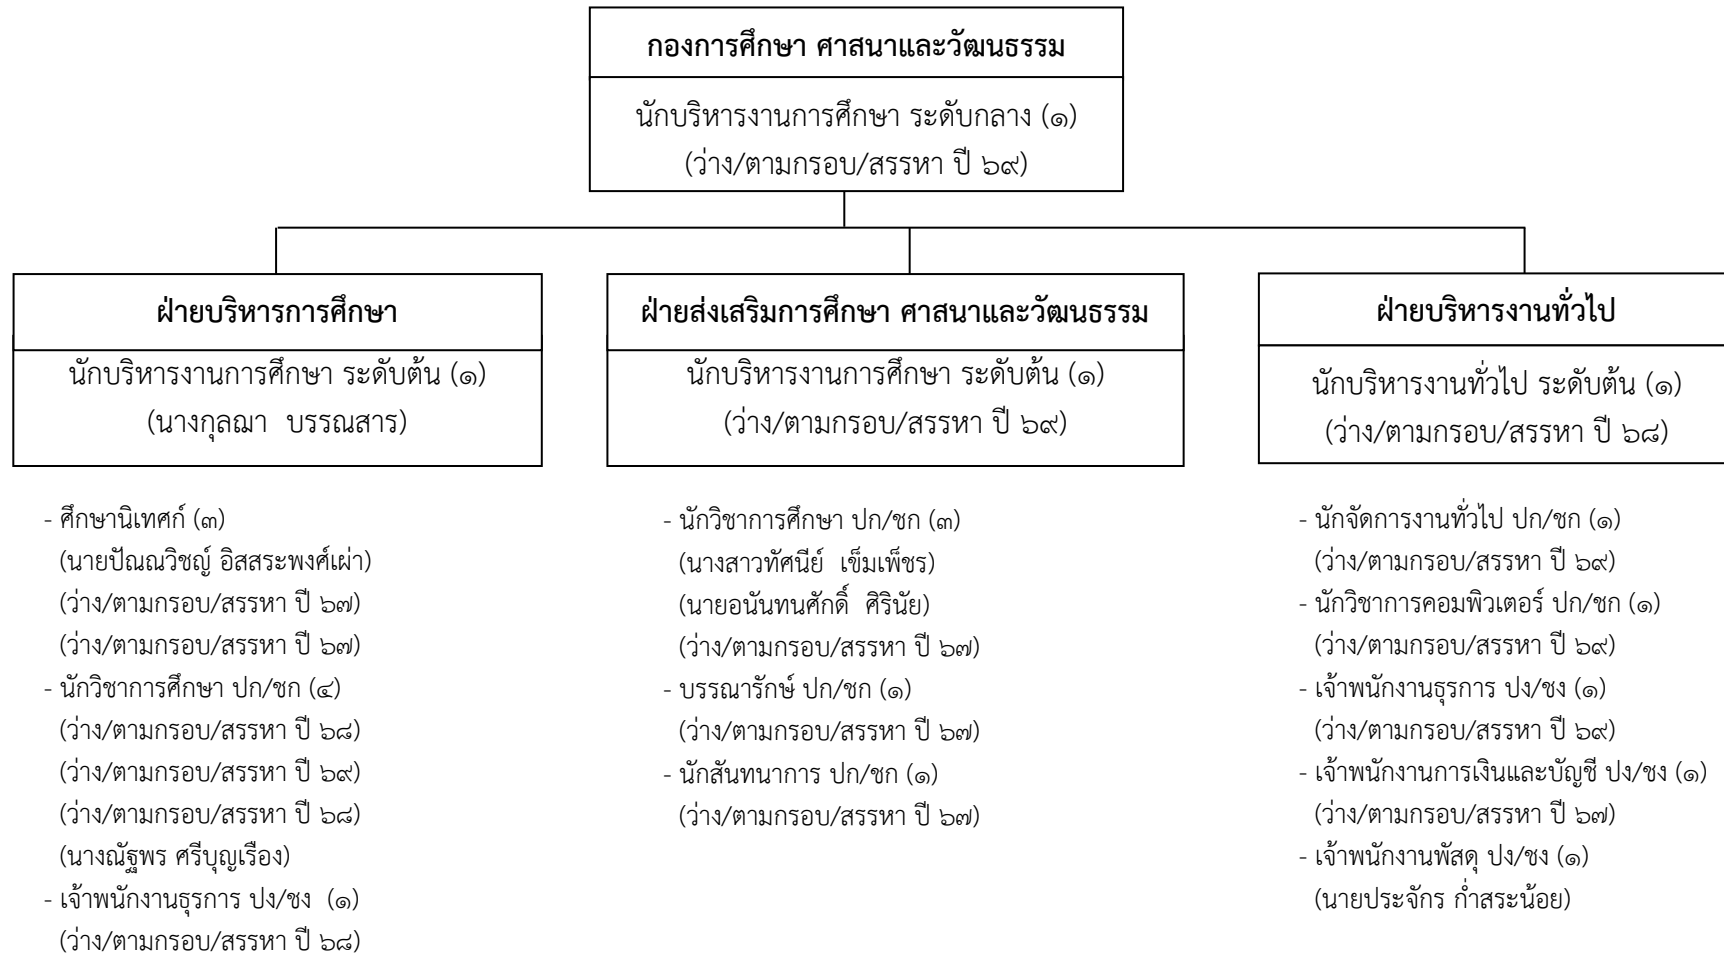 กองการศึกษา ศาสนาและวัฒนธรรม
นักบริหารงานการศึกษา ระดับกลาง (๑)
(ว่าง/ตามกรอบ/สรรหา ปี ๖๙)
ฝ่ายบริหารการศึกษา
นักบริหารงานการศึกษา ระดับต้น (๑)
(นางกุลฌา บรรณสาร)
- ศึกษานิเทศก์ (๓)
(นายปัณณวิชญ์ อิสสระพงศ์เผ่า)
(ว่าง/ตามกรอบ/สรรหา ปี ๖๗)
(ว่าง/ตามกรอบ/สรรหา ปี ๖๗)
- นักวิชาการศึกษา ปก/ชก (๔)
(ว่าง/ตามกรอบ/สรรหา ปี ๖๘)
(ว่าง/ตามกรอบ/สรรหา ปี ๖๙)
(ว่าง/ตามกรอบ/สรรหา ปี ๖๘)
(นางณัฐพร ศรีบุญเรือง)
- เจ้าพนักงานธุรการ ปง/ชง (๑)
(ว่าง/ตามกรอบ/สรรหา ปี ๖๘)
ฝ่ายส่งเสริมการศึกษา ศาสนาและวัฒนธรรม
นักบริหารงานการศึกษา ระดับต้น (๑)
(ว่าง/ตามกรอบ/สรรหา ปี ๖๙)
- นักวิชาการศึกษา ปก/ชก (๓)
(นางสาวทัศนีย์ เข็มเพ็ชร)
(นายอนันทนศักดิ์ ศิรินัย)
(ว่าง/ตามกรอบ/สรรหา ปี ๖๗)
- บรรณารักษ์ ปก/ชก (๑)
(ว่าง/ตามกรอบ/สรรหา ปี ๖๗)
- นักสันทนาการ ปก/ชก (๑)
(ว่าง/ตามกรอบ/สรรหา ปี ๖๗)
ฝ่ายบริหารงานทั่วไป
นักบริหารงานทั่วไป ระดับต้น (๑)
(ว่าง/ตามกรอบ/สรรหา ปี ๖๘)
- นักจัดการงานทั่วไป ปก/ชก (๑)
(ว่าง/ตามกรอบ/สรรหา ปี ๖๙)
- นักวิชาการคอมพิวเตอร์ ปก/ชก (๑)
(ว่าง/ตามกรอบ/สรรหา ปี ๖๙)
- เจ้าพนักงานธุรการ ปง/ชง (๑)
(ว่าง/ตามกรอบ/สรรหา ปี ๖๙)
- เจ้าพนักงานการเงินและบัญชี ปง/ชง (๑)
(ว่าง/ตามกรอบ/สรรหา ปี ๖๗)
- เจ้าพนักงานพัสดุ ปง/ชง (๑)
(นายประจักร ก่ำสระน้อย)